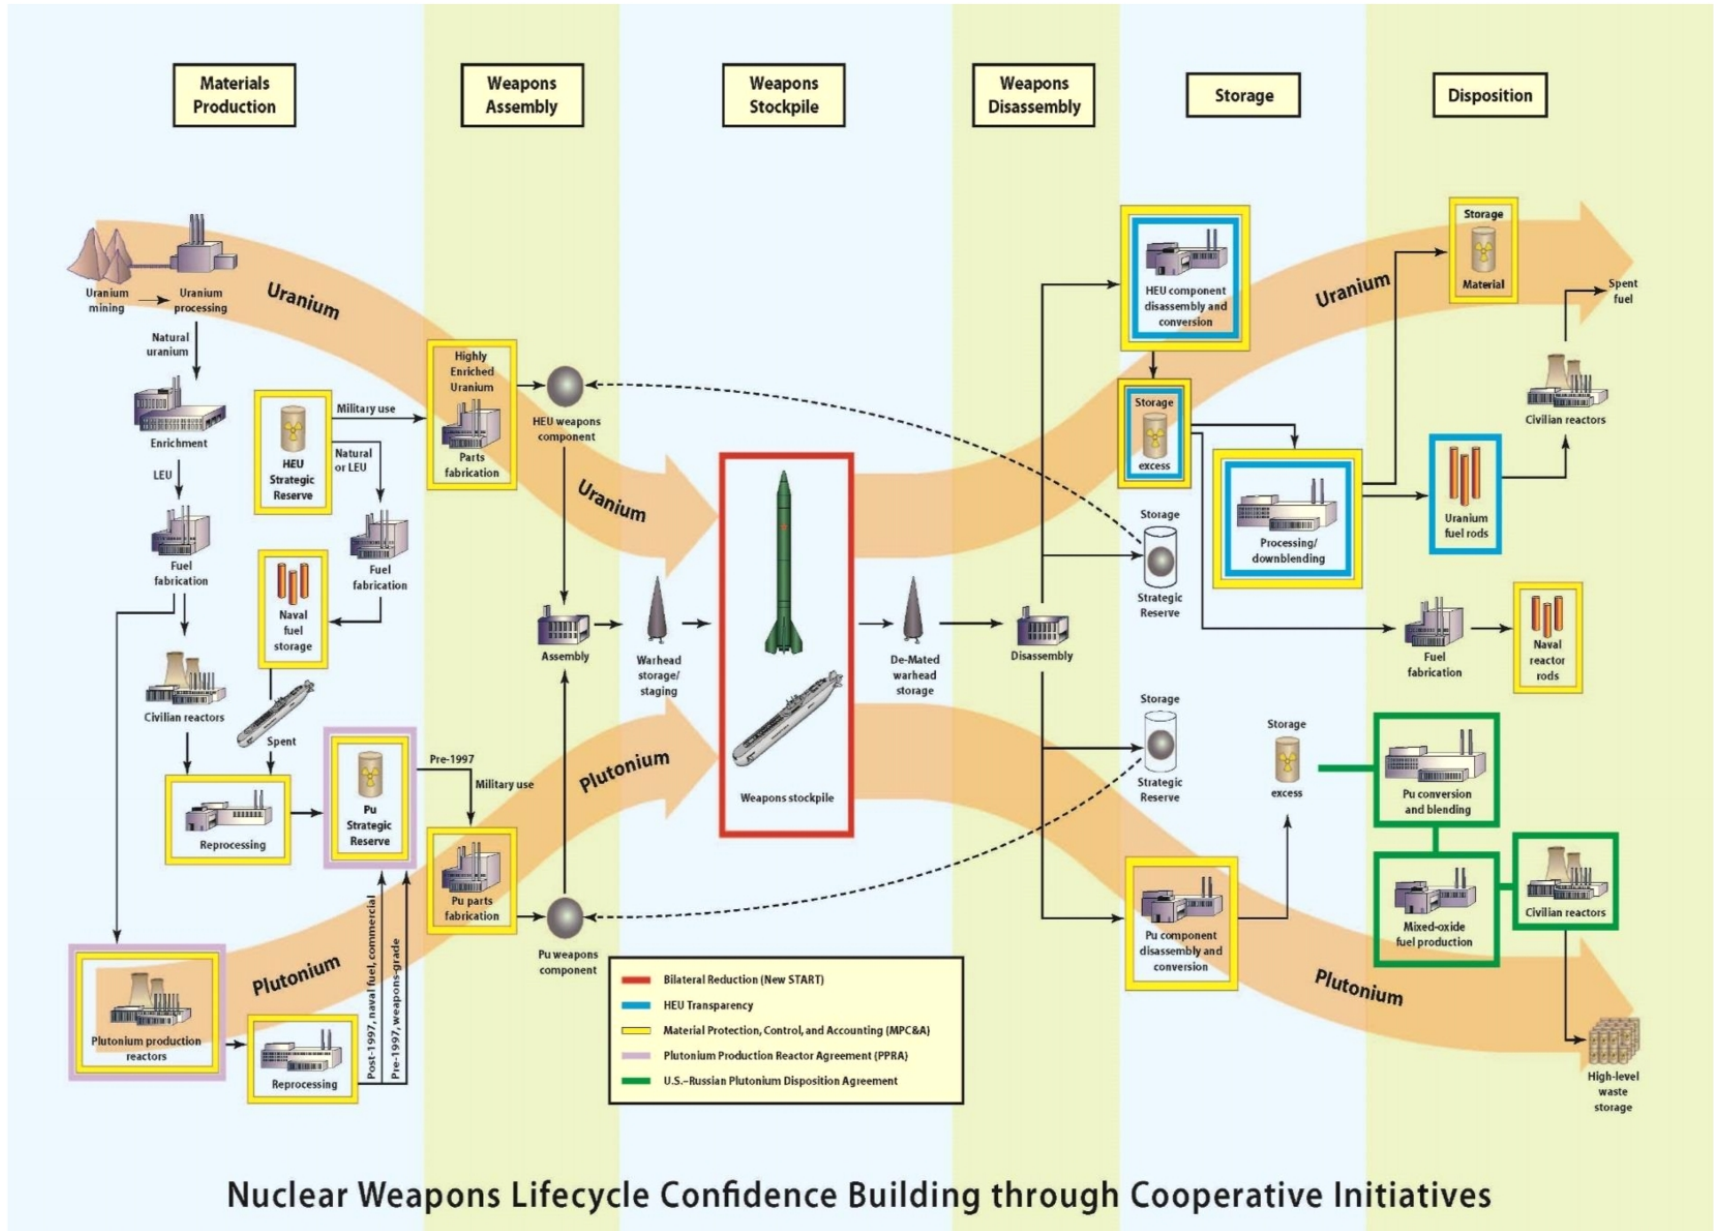 Materials
Production
Weapons
Assembly
Weapons
Stockpile
Weapons
Disassembly
Storage
Disposition
Uranium
mining
Uranium
processing
Natural
uranium
Enrichment
LEU
Fuel
fabrication
HEU
Strategic
Reserve
Military use
Natural
or LEU
Fuel
fabrication
Naval
fuel
storage
Civilian reactors
Spent
Reprocessing
Pu
Strategic
Reserve
Pre-1997
Military use
Plutonium production
reactors
Reprocessing
Post-1997, naval fuel, commercial
Pre-1997, weapons-grade
Uranium
Plutonium
Highly
Enriched
Uranium
Parts
fabrication
HEU weapons
component
Uranium
Assembly
Plutonium
Pu parts
fabrication
Pu weapons
component
Warhead
storage/
staging
Weapons stockpile
De-Mated
warhead
storage
Disassembly
HEU component
disassembly and
conversion
Storage
excess
Storage
Strategic
Reserve
Storage
Strategic
Reserve
Pu component
disassembly and
conversion
Storage
excess
Uranium
Processing/
downblending
Storage
Material
Spent
fuel
Civilian reactors
Uranium
fuel rods
Fuel
fabrication
Naval
reactor
rods
Pu conversion
and blending
Mixed-oxide
fuel production
Civilian reactors
Plutonium
High-level
waste
storage
Bilateral Reduction (New START)
HEU Transparency
Material Protection, Control, and Accounting (MPC&A)
Plutonium Production Reactor Agreement (PPRA)
U.S.–Russian Plutonium Disposition Agreement
Nuclear Weapons Lifecycle Confidence Building through Cooperative Initiatives